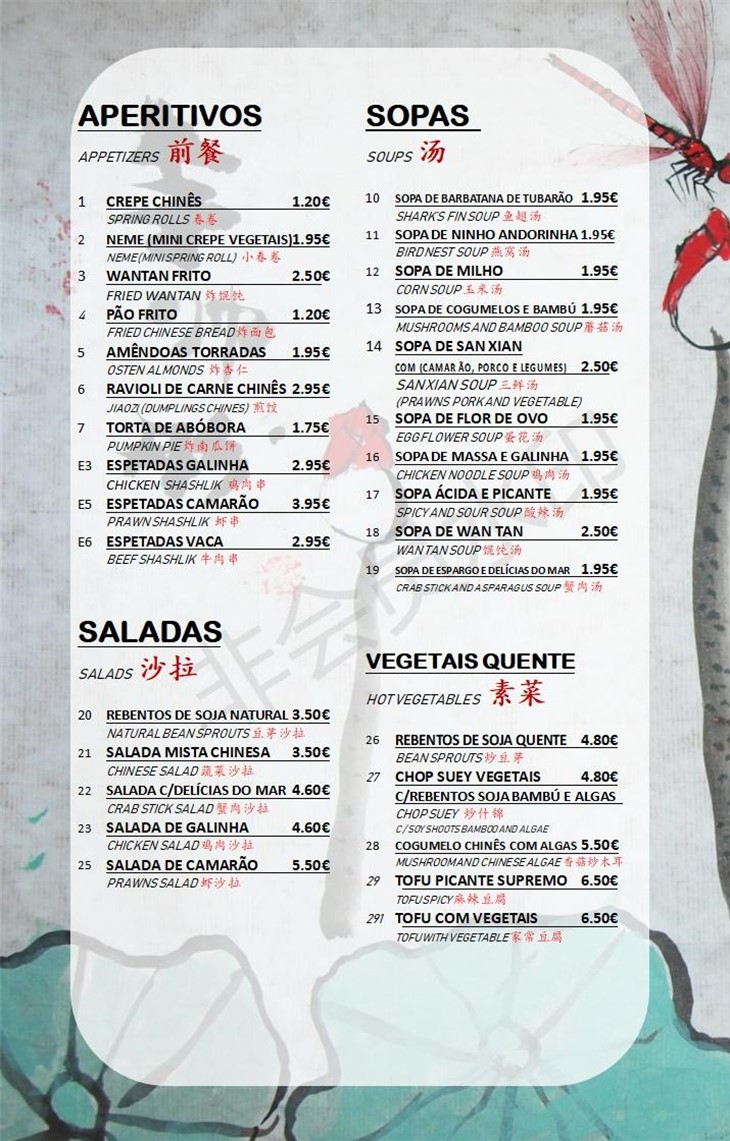 APERITIVOS
APPETIZERS 前餐
1 CREPE CHINÊS 1.20€
SPRING ROLLS 春卷
2 NEME (MINI CREPE VEGETAIS) 1.95€
NEME(MINI SPRING ROLL) 小春卷
3 WANTAN FRITO 2.50€
FRIED WANTAN 炸馄饨
4 PÃO FRITO 1.20€
FRIED CHINESE BREAD 炸面包
5 AMÊNDOAS TORRADAS 1.95€
OSTEN ALMONDS 炸杏仁
6 RAVIOLI DE CARNE CHINÊS 2.95€
JIAOZI (DUMPLINGS CHINES) 煎饺
7 TORTA DE ABÓBORA 1.75€
PUMPKIN PIE 炸南瓜饼
E3 ESPETADAS GALINHA 2.95€
CHICKEN SHASHLIK 鸡肉串
E5 ESPETADAS CAMARÃO 3.95€
PRAWN SHASHLIK 虾串
E6 ESPETADAS VACA 2.95€
BEEF SHASHLIK 牛肉串
SALADAS
SALADS 沙拉
20 REBENTOS DE SOJA NATURAL 3.50€
NATURAL BEAN SPROUTS 豆芽沙拉
21 SALADA MISTA CHINESA 3.50€
CHINESE SALAD 蔬菜沙拉
22 SALADA C/DELÍCIAS DO MAR 4.60€
CRAB STICK SALAD 蟹肉沙拉
23 SALADA DE GALINHA 4.60€
CHICKEN SALAD 鸡肉沙拉
25 SALADA DE CAMARÃO 5.50€
PRAWNS SALAD 虾沙拉
SOPAS
SOUPS 汤
10 SOPA DE BARBATANA DE TUBARÃO 1.95€
SHARK'S FIN SOUP 鱼翅汤
11 SOPA DE NINHO ANDORINHA 1.95€
BIRD NEST SOUP 燕窝汤
12 SOPA DE MILHO 1.95€
CORN SOUP 玉米汤
13 SOPA DE COGUMELOS E BAMBÚ 1.95€
MUSHROOMS AND BAMBOO SOUP 蘑菇汤
14 SOPA DE SAN XIAN
COM (CAMARÃO, PORCO E LEGUMES) 2.50€
SAN XIAN SOUP 三鲜汤
(PRAWNS PORK AND VEGETABLE)
15 SOPA DE FLOR DE OVO 1.95€
EGG FLOWER SOUP 蛋花汤
16 SOPA DE MASSA E GALINHA 1.95€
CHICKEN NOODLE SOUP 鸡肉汤
17 SOPA ÁCIDA E PICANTE 1.95€
SPICY AND SOUR SOUP 酸辣汤
18 SOPA DE WAN TAN 2.50€
WAN TAN SOUP 馄饨汤
19 SOPA DE ESPARGO E DELÍCIAS DO MAR 1.95€
CRAB STICK AND ASPARAGUS SOUP 蟹肉汤
VEGETAIS QUENTE
HOT VEGETABLES 素菜
26 REBENTOS DE SOJA QUENTE 4.80€
BEAN SPROUTS 炒豆芽
27 CHOP SUEY VEGETAIS 4.80€
C/REBENTOS SOJA BAMBÚ E ALGAS
CHOP SUEY 炒什锦
C/ SOY SHOOTS BAMBOO AND ALGAE
28 COGUMELO CHINÊS COM ALGAS 5.50€
MUSHROOM AND CHINESE ALGAE 香菇炒木耳
29 TOFU PICANTE SUPREMO 6.50€
TOFU SPICY 麻辣豆腐
291 TOFU COM VEGETAIS 6.50€
TOFU WITH VEGETABLE 家常豆腐
非会员水印